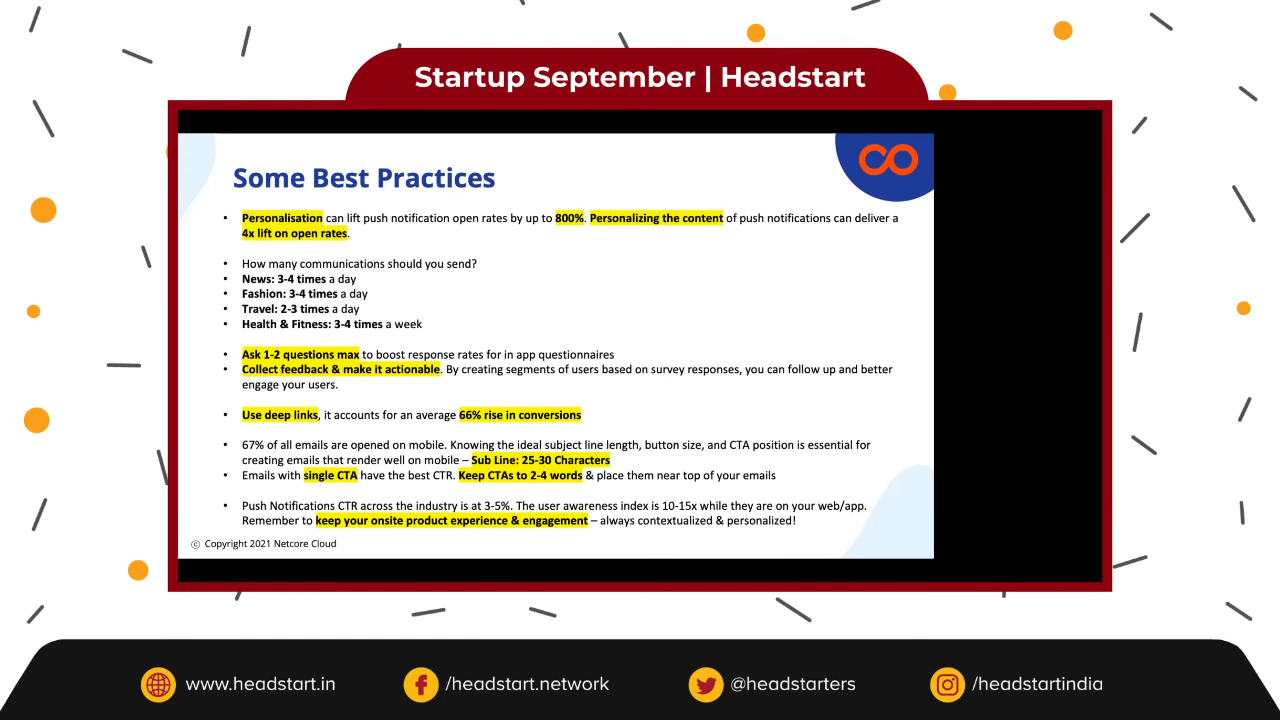 Startup September | Headstart
Some Best Practices
• Personalisation can lift push notification open rates by up to 800%. Personalizing the content of push notifications can deliver a
4x lift on open rates.
• How many communications should you send?
• News: 3-4 times a day
• Fashion: 3-4 times a day
• Travel: 2-3 times a day
• Health & Fitness: 3-4 times a week
• Ask 1-2 questions max to boost response rates for in app questionnaires
• Collect feedback & make it actionable. By creating segments of users based on survey responses, you can follow up and better
engage your users.
• Use deep links, it accounts for an average 66% rise in conversions
• 67% of all emails are opened on mobile. Knowing the ideal subject line length, button size, and CTA position is essential for
creating emails that render well on mobile – Sub Line: 25-30 Characters
• Emails with single CTA have the best CTR. Keep CTAs to 2-4 words & place them near top of your emails
• Push Notifications CTR across the industry is at 3-5%. The user awareness index is 10-15x while they are on your web/app.
Remember to keep your onsite product experience & engagement – always contextualized & personalized!
© Copyright 2021 Netcore Cloud
www.headstart.in
/headstart.network
@headstarters
/headstartindia